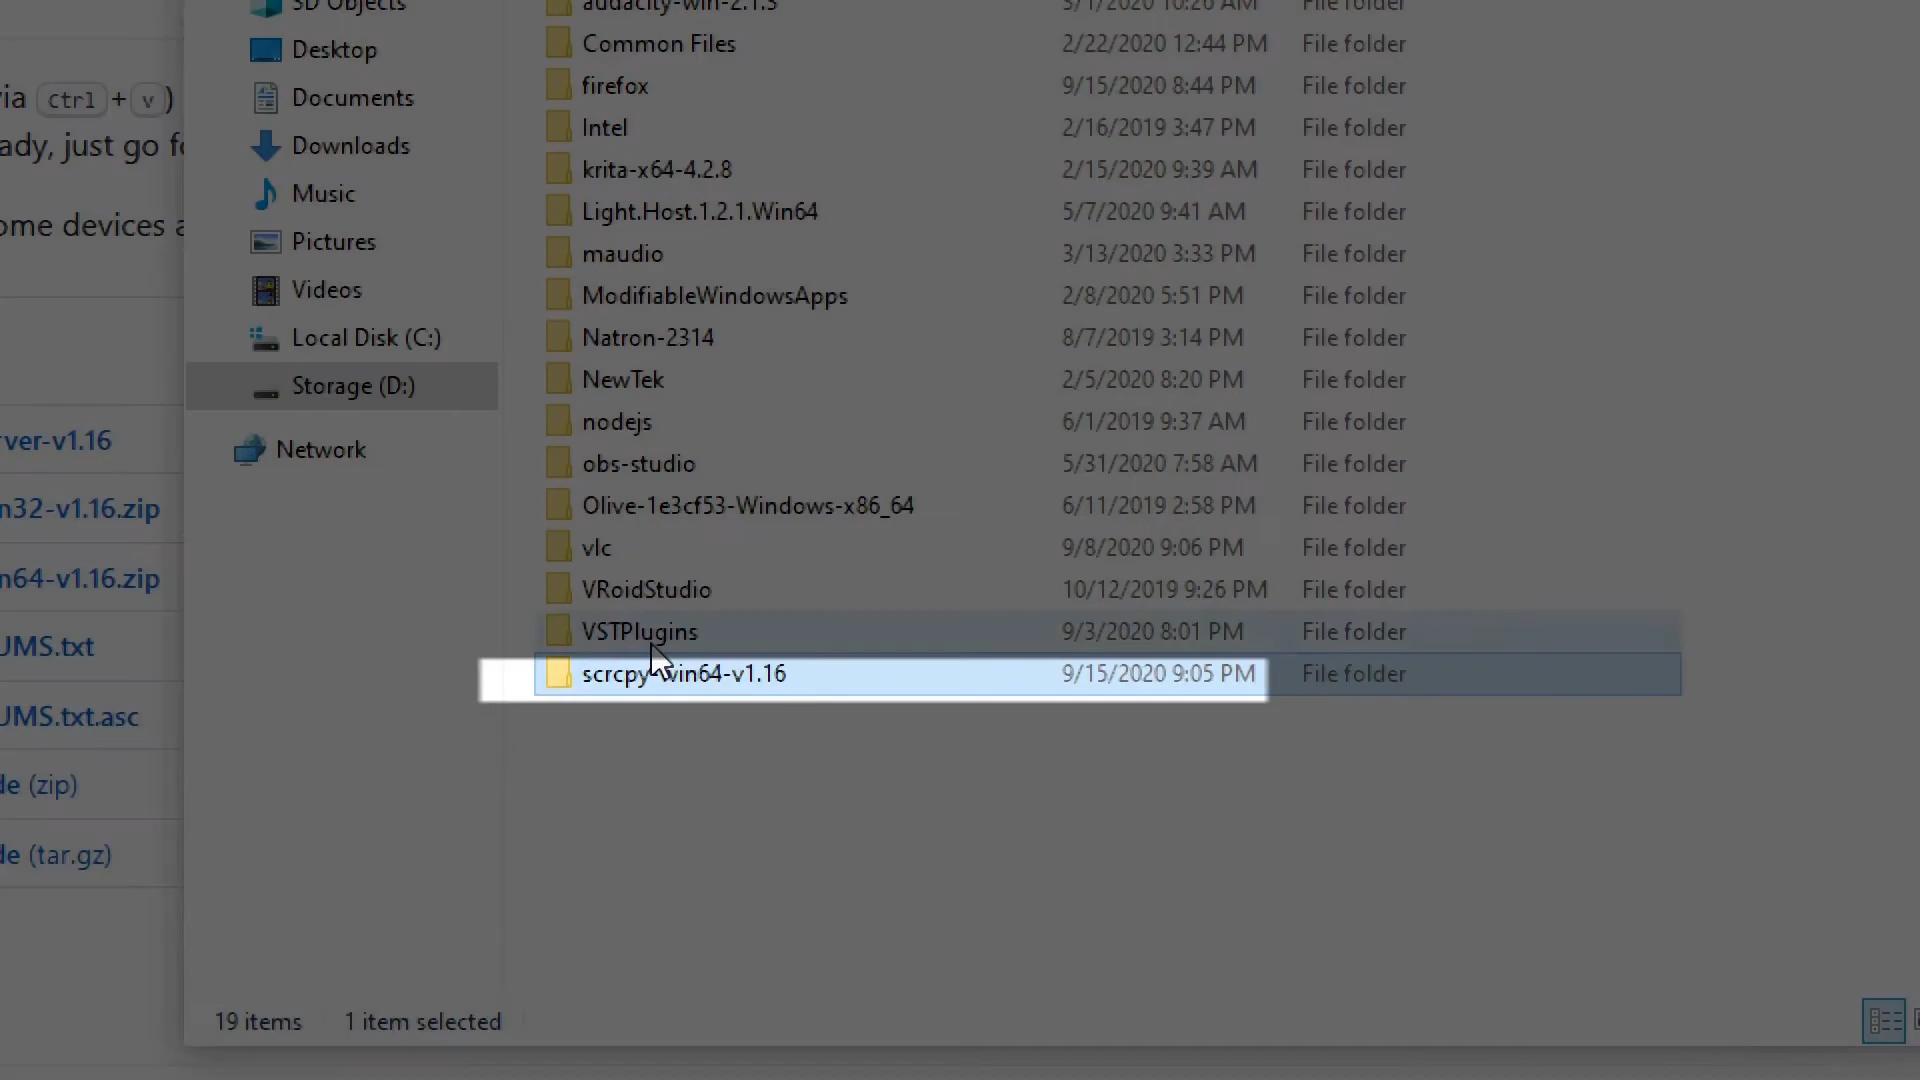 3D Objects
Desktop
Documents
Downloads
Music
Pictures
Videos
Local Disk (C:)
Storage (D:)
Network
audacity-win-2.1.3 3/1/2020 10:26 AM File folder
Common Files 2/22/2020 12:44 PM File folder
firefox 9/15/2020 8:44 PM File folder
Intel 2/16/2019 3:47 PM File folder
krita-x64-4.2.8 2/15/2020 9:39 AM File folder
Light.Host.1.2.1.Win64 5/7/2020 9:41 AM File folder
maudio 3/13/2020 3:33 PM File folder
ModifiableWindowsApps 2/8/2020 5:51 PM File folder
Natron-2314 8/7/2019 3:14 PM File folder
NewTek 2/5/2020 8:20 PM File folder
nodejs 6/1/2019 9:37 AM File folder
obs-studio 5/31/2020 7:58 AM File folder
Olive-1e3cf53-Windows-x86_64 6/11/2019 2:58 PM File folder
vlc 9/8/2020 9:06 PM File folder
VRoidStudio 10/12/2019 9:26 PM File folder
VSTPlugins 9/3/2020 8:01 PM File folder
scrcpy-win64-v1.16 9/15/2020 9:05 PM File folder
19 items 1 item selected
via ctrl+v)
ady, just go fo
ome devices a
rver-v1.16
n32-v1.16.zip
n64-v1.16.zip
UMS.txt
UMS.txt.asc
de (zip)
de (tar.gz)